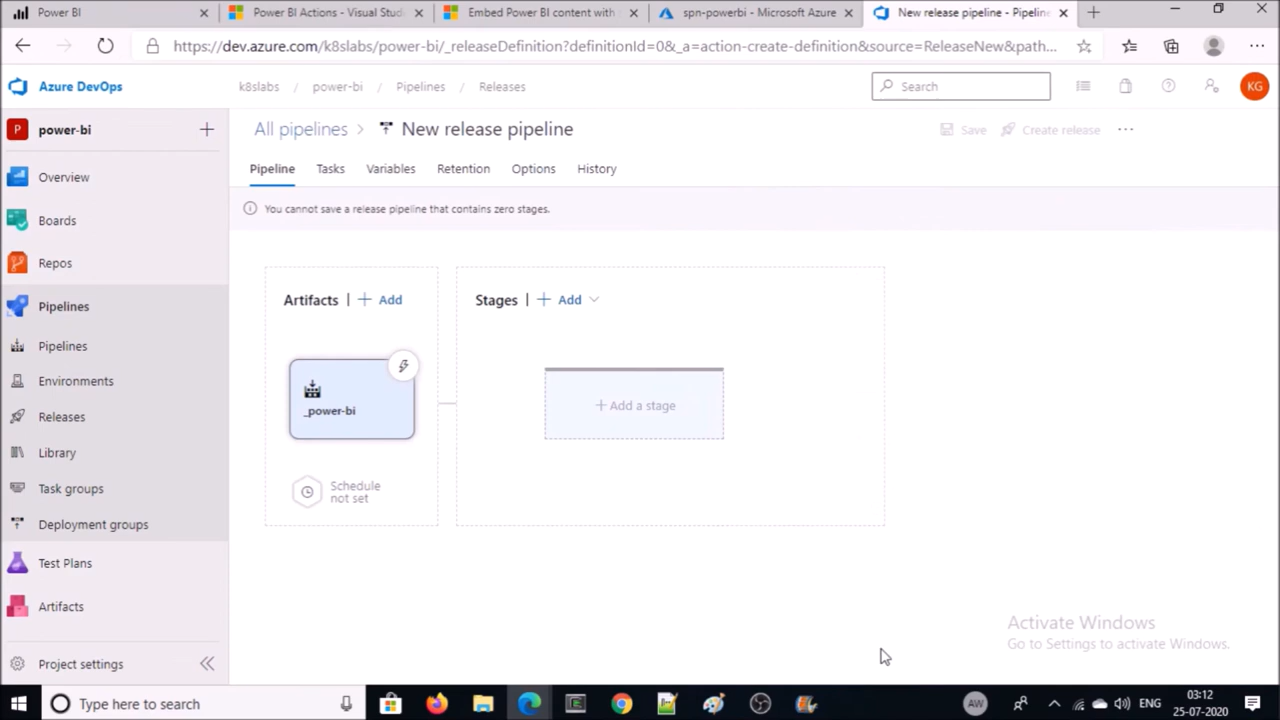 Power BI
Power BI Actions - Visual Studi
Embed Power BI content with s
spn-powerbi - Microsoft Azure
New release pipeline - Pipeline
https://dev.azure.com/k8slabs/power-bi/_releaseDefinition?definitionId=0&_a=action-create-definition&source=ReleaseNew&path...
Azure DevOps
k8slabs / power-bi / Pipelines / Releases
Search
KG
P power-bi
All pipelines > New release pipeline
Save
Create release
Overview
Pipeline Tasks Variables Retention Options History
You cannot save a release pipeline that contains zero stages.
Boards
Repos
Pipelines
Pipelines
Environments
Releases
Library
Task groups
Deployment groups
Test Plans
Artifacts
Project settings
Artifacts | + Add
Stages | + Add
_power-bi
+ Add a stage
Schedule
not set
Activate Windows
Go to Settings to activate Windows.
Type here to search
AW
ENG
03:12
25-07-2020